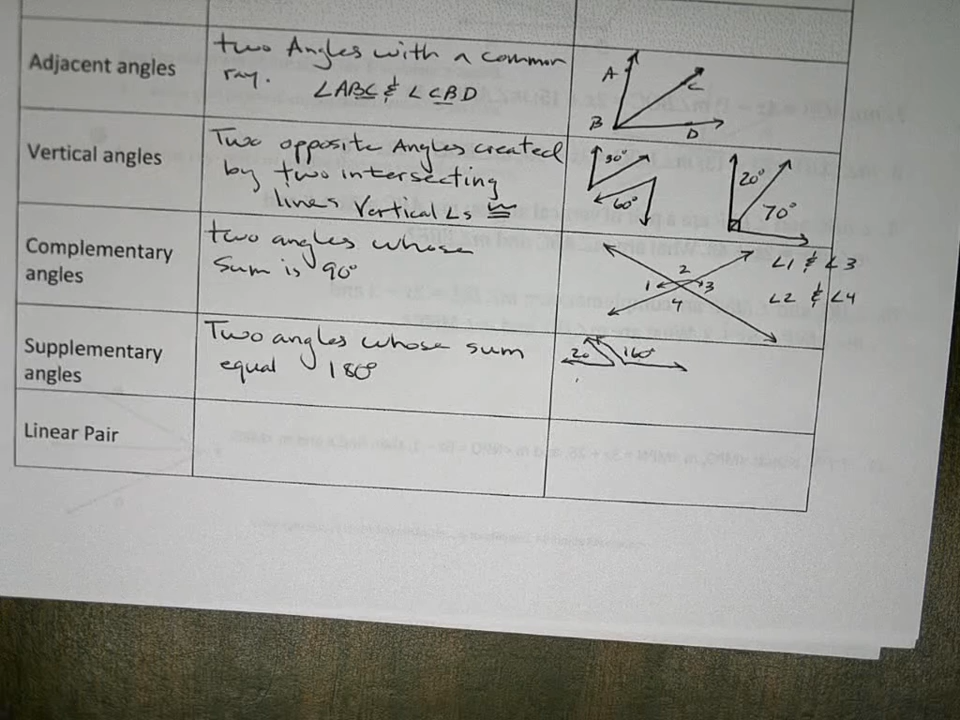 Adjacent angles
two Angles with a common
ray.
∠ABC & ∠CBD
A
C
B
D
Vertical angles
Two opposite Angles created
by two intersecting
lines Vertical ∠s ≅
30°
60°
20°
70°
Complementary
angles
two angles whose
Sum is 90°
2
1
3
4
∠1 & ∠3
∠2 & ∠4
Supplementary
angles
Two angles whose sum
equal 180°
20
160°
Linear Pair